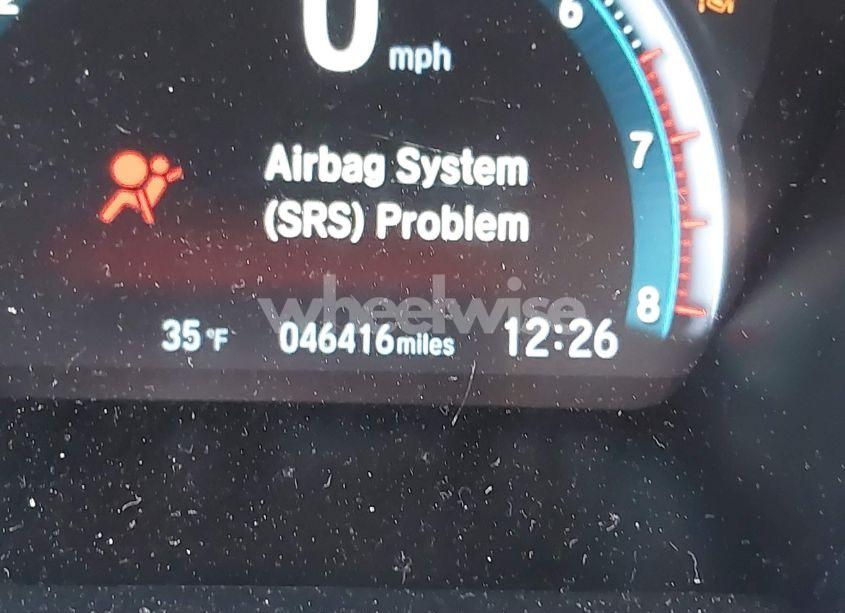 6
0 mph
7
Airbag System
(SRS) Problem
wheelwise
8
35 °F 046416 miles 12:26